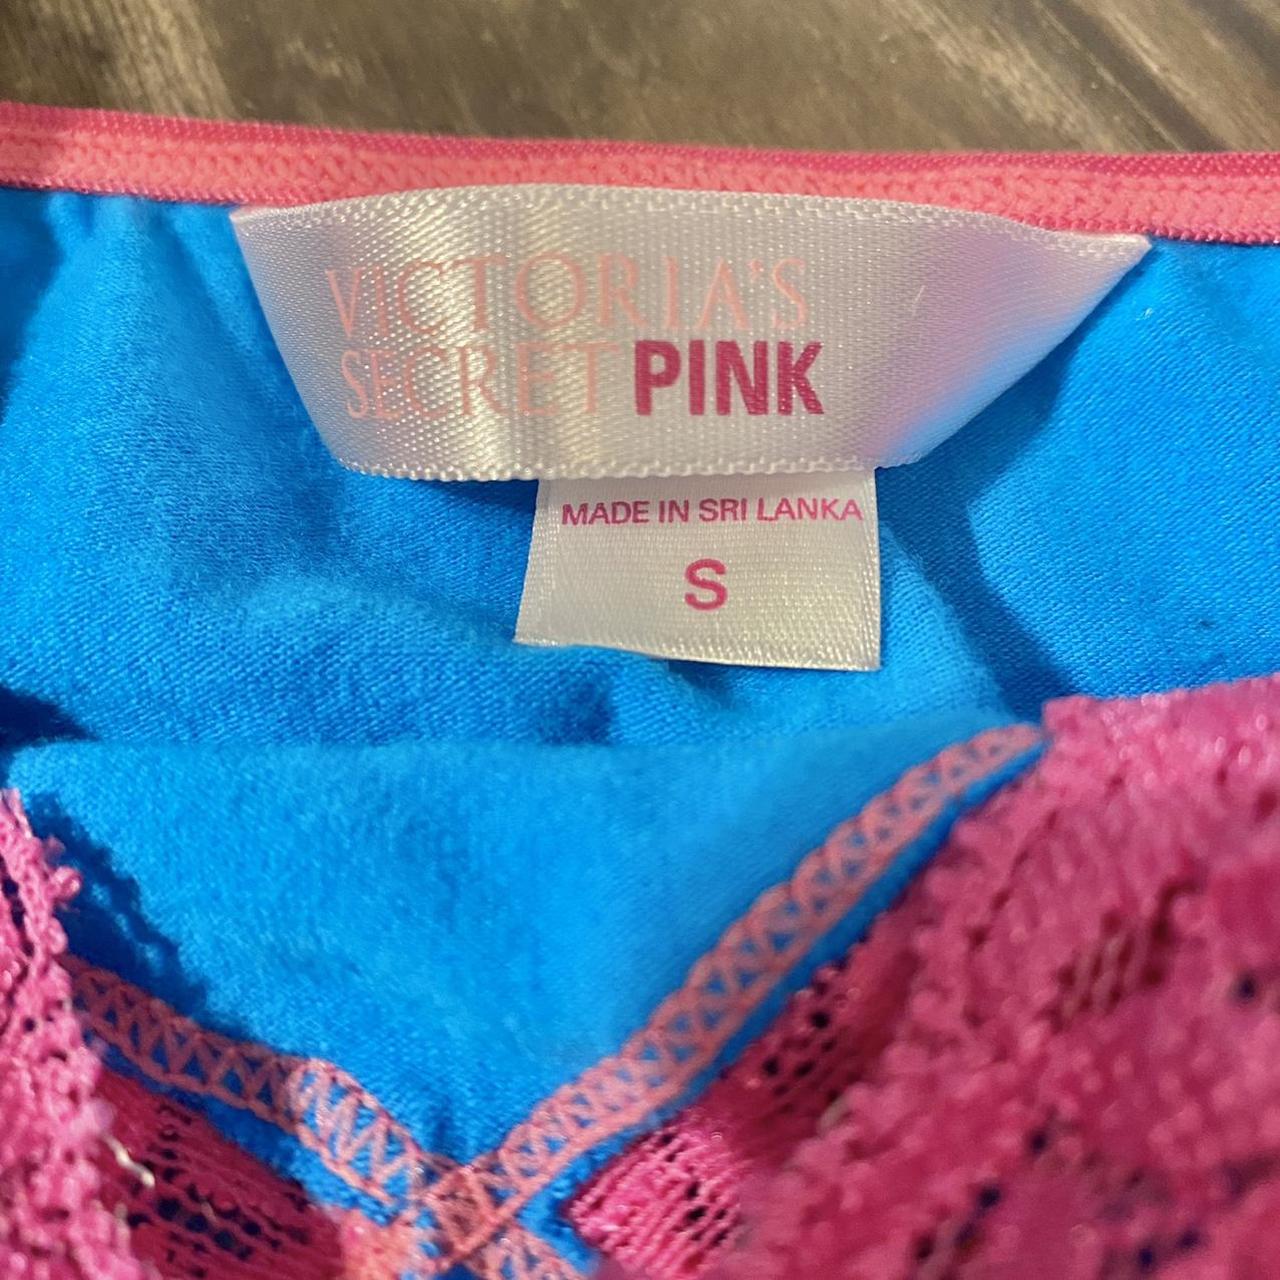 VICTORIA'S
SECRET PINK
MADE IN SRI LANKA
S